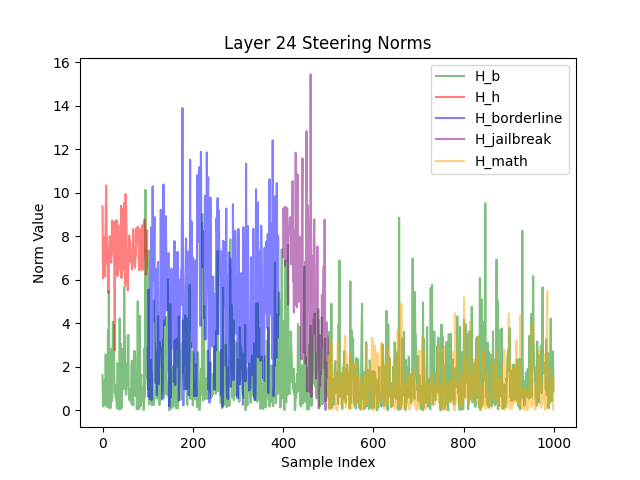 Layer 24 Steering Norms
16
14
12
10
8
6
4
2
0
Norm Value
H_b
H_h
H_borderline
H_jailbreak
H_math
0
200
400
600
800
1000
Sample Index